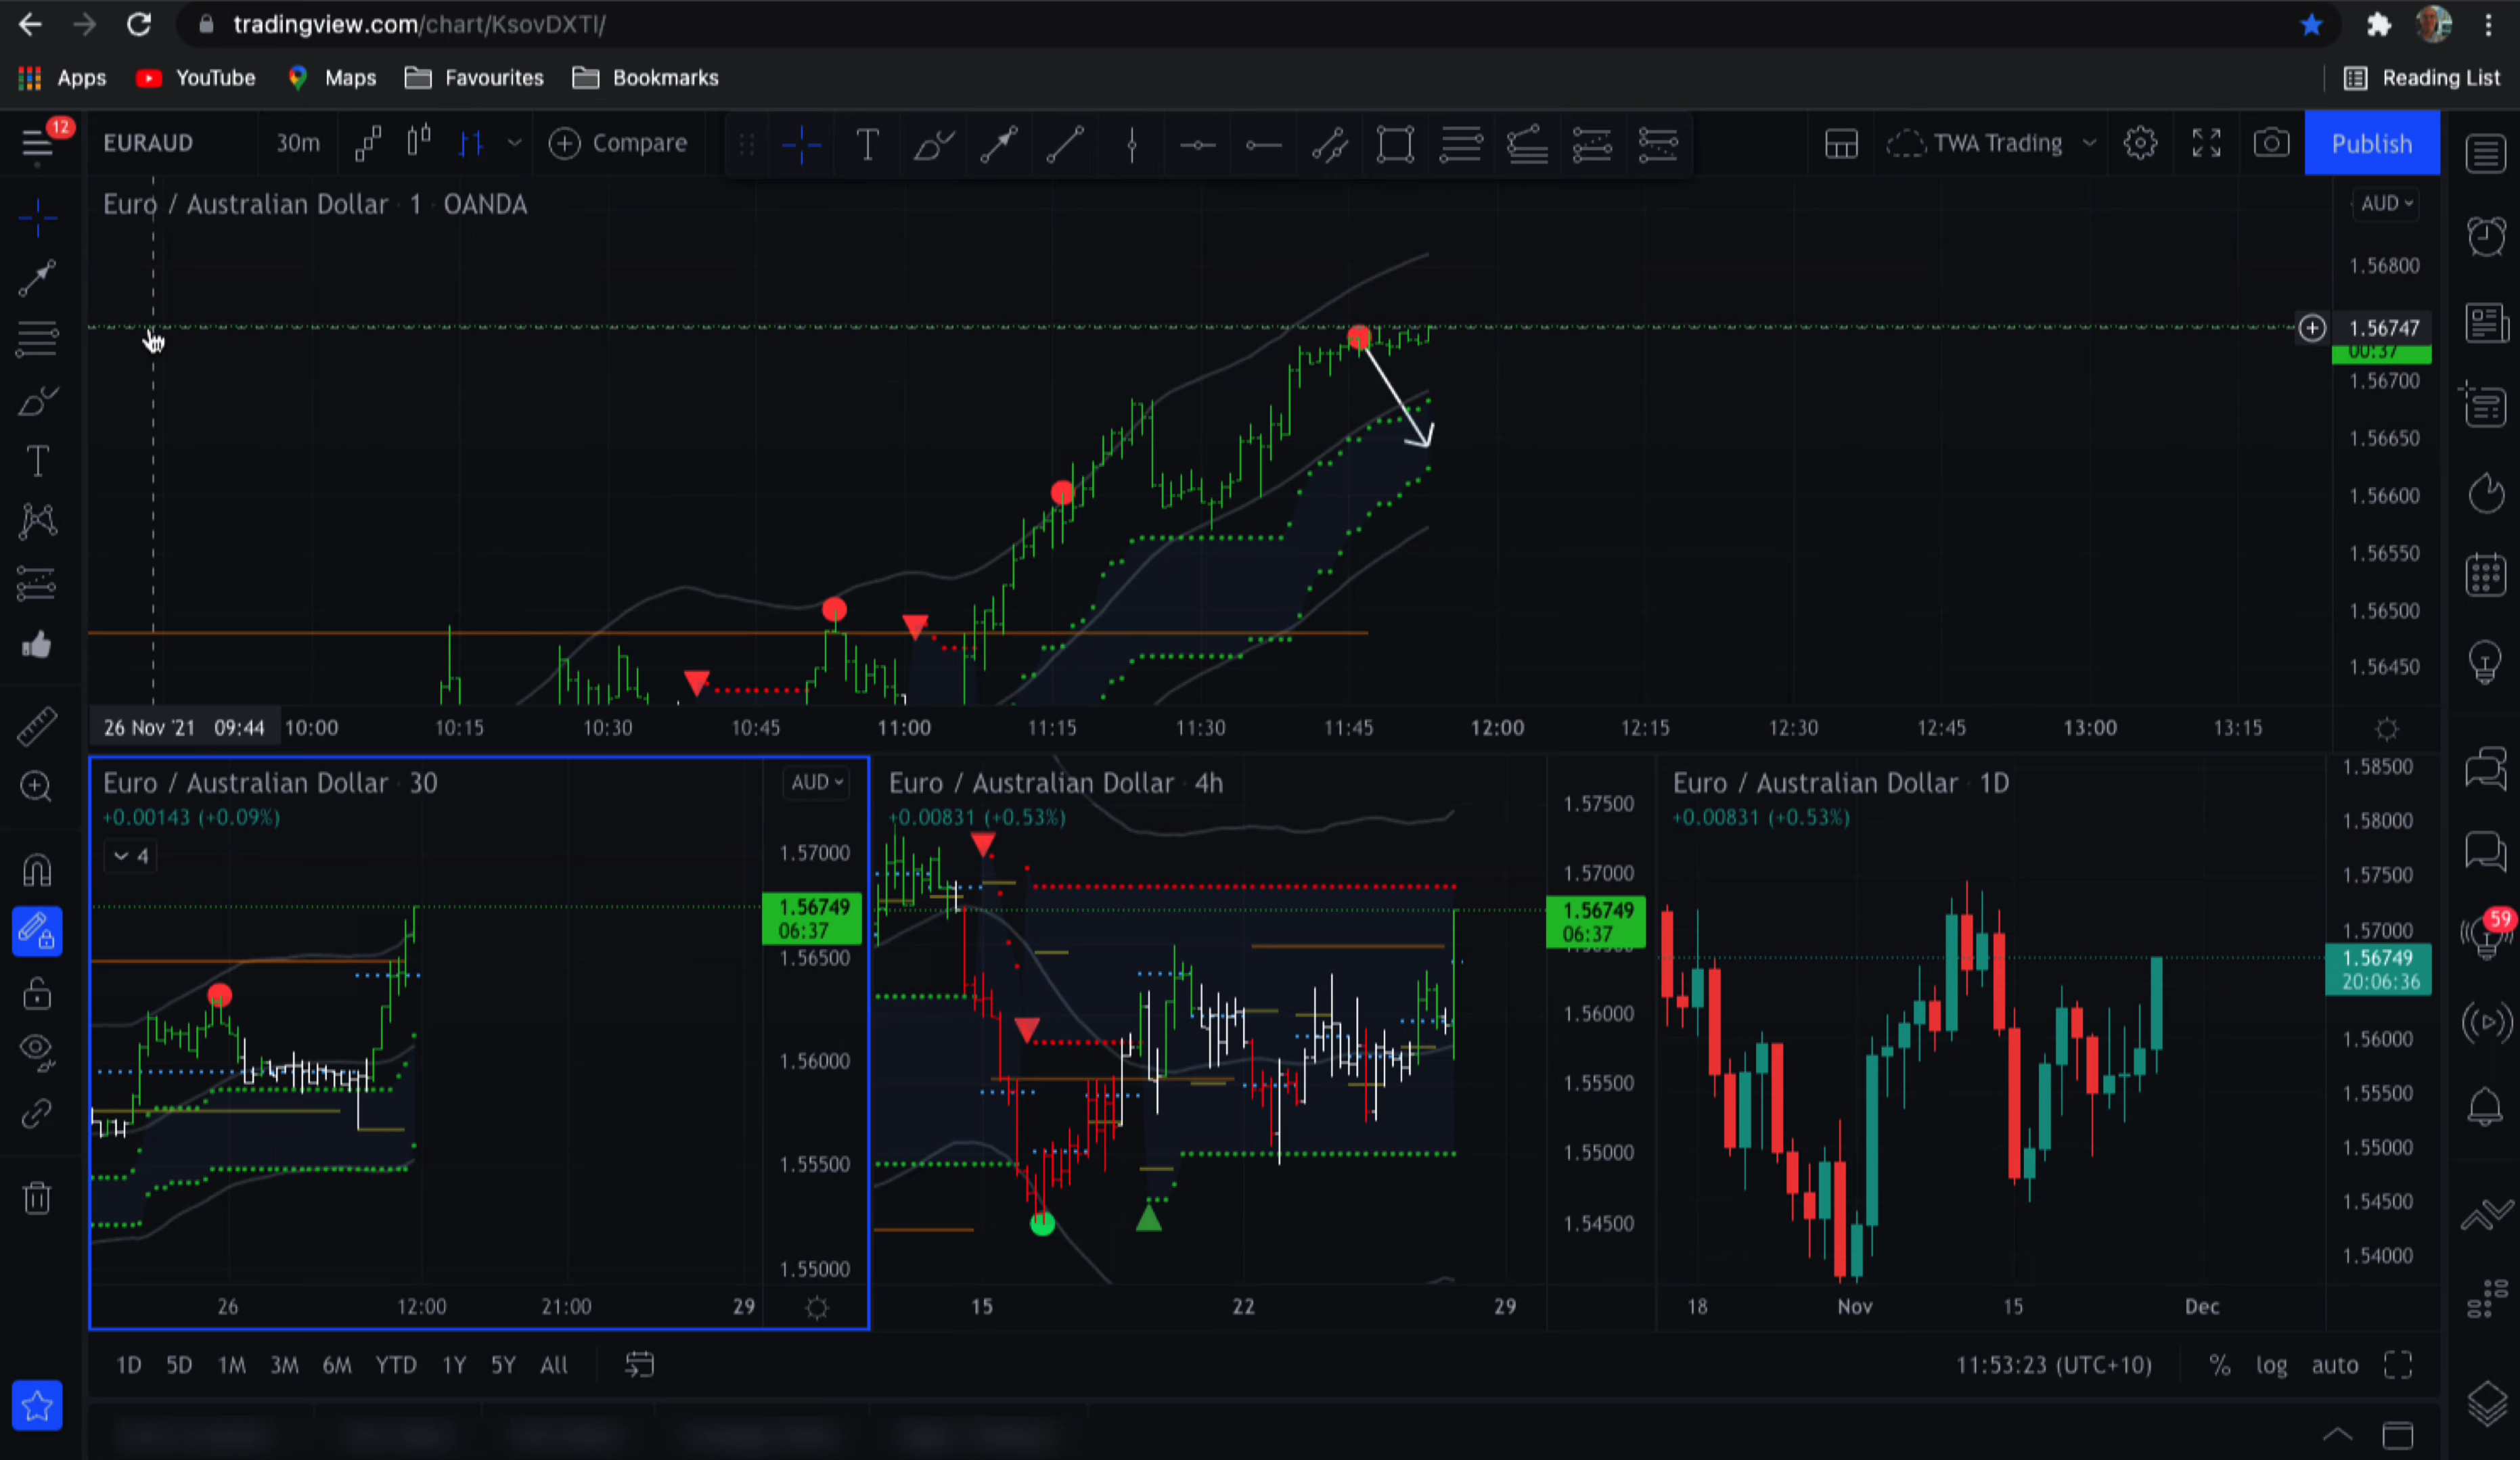 tradingview.com/chart/KsovDXTl/
Apps YouTube Maps Favourites Bookmarks Reading List
12
EURAUD 30m Compare TWA Trading Publish
Euro / Australian Dollar · 1 · OANDA
AUD
1.56800
1.56747
00:37
1.56700
1.56650
1.56600
1.56550
1.56500
1.56450
26 Nov '21 09:44 10:00 10:15 10:30 10:45 11:00 11:15 11:30 11:45 12:00 12:15 12:30 12:45 13:00 13:15
Euro / Australian Dollar · 30
AUD
+0.00143 (+0.09%)
4
1.57000
1.56749
06:37
1.56500
1.56000
1.55500
1.55000
26 12:00 21:00 29
Euro / Australian Dollar · 4h
+0.00831 (+0.53%)
1.57500
1.57000
1.56749
06:37
1.56000
1.55500
1.55000
1.54500
15 22 29
Euro / Australian Dollar · 1D
+0.00831 (+0.53%)
1.58500
1.58000
1.57500
1.57000
1.56749
20:06:36
1.56000
1.55500
1.55000
1.54500
1.54000
18 Nov 15 Dec
59
1D 5D 1M 3M 6M YTD 1Y 5Y All
11:53:23 (UTC+10) % log auto